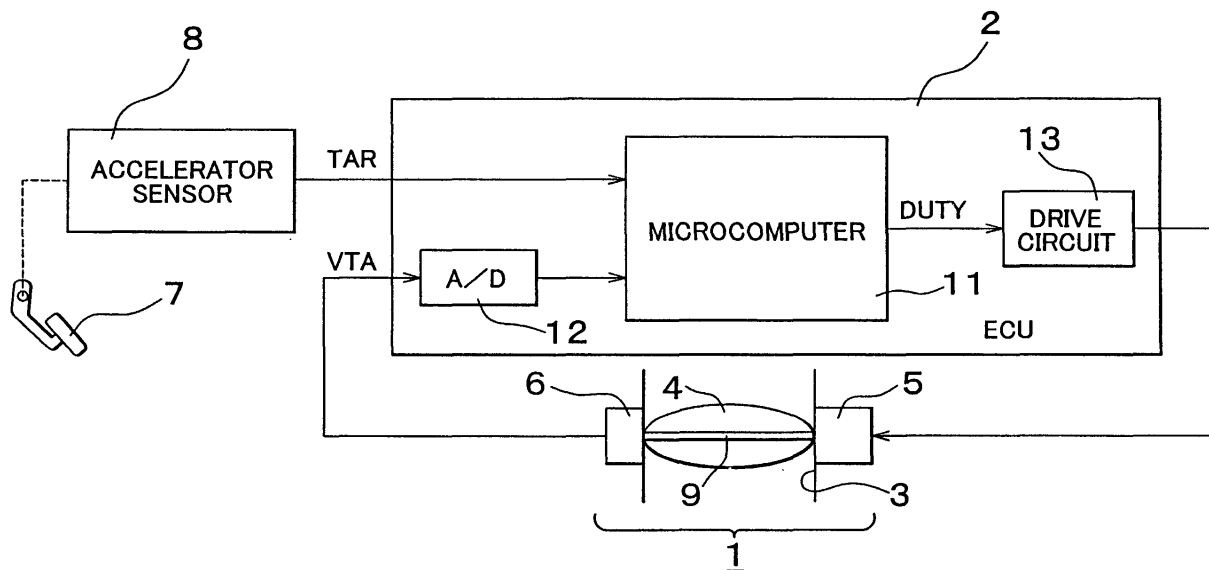 2
8
ACCELERATOR
SENSOR
TAR
MICROCOMPUTER
13
DUTY
DRIVE
CIRCUIT
VTA
A/D
7
12
11
ECU
6
4
5
9
3
1